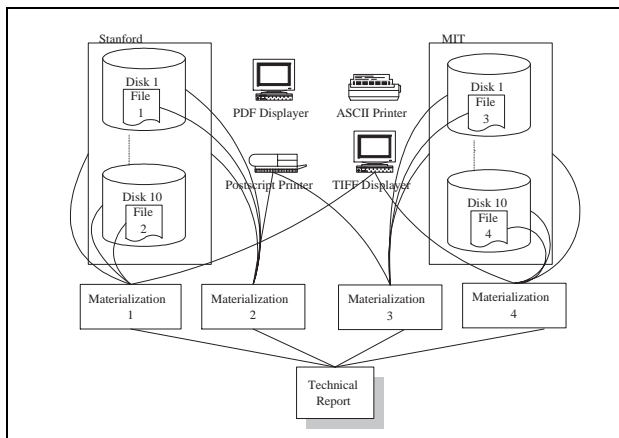 Stanford
MIT
Disk 1
File
1
PDF Displayer
ASCII Printer
Disk 1
File
3
Postscript Printer
TIFF Displayer
Disk 10
File
2
Disk 10
File
4
Materialization
1
Materialization
2
Materialization
3
Materialization
4
Technical
Report